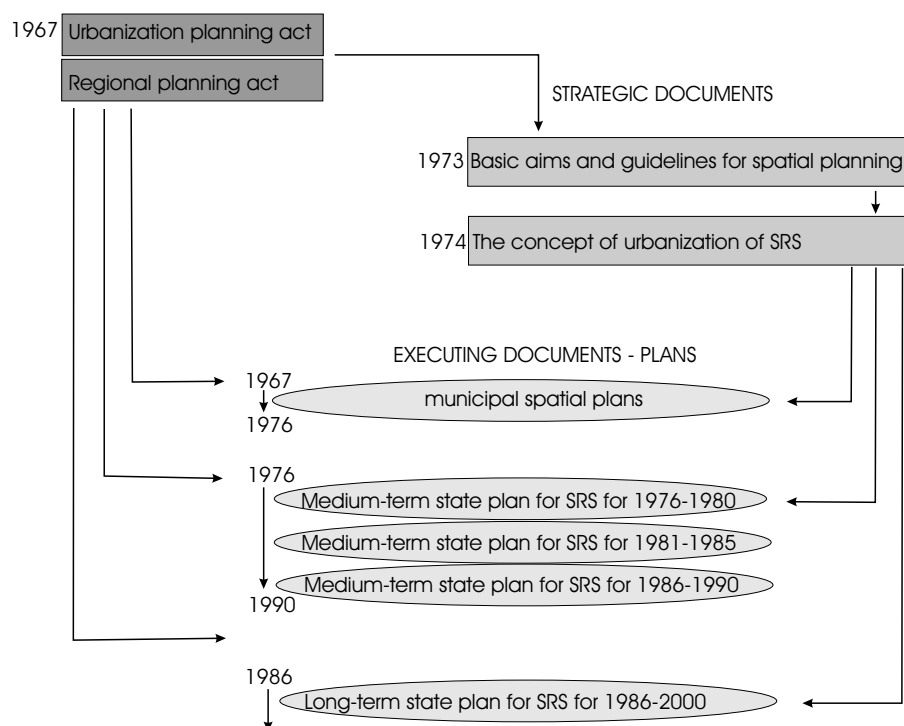 1967
Urbanization planning act
Regional planning act
STRATEGIC DOCUMENTS
1973 Basic aims and guidelines for spatial planning
1974 The concept of urbanization of SRS
EXECUTING DOCUMENTS - PLANS
1967
municipal spatial plans
1976
1976
Medium-term state plan for SRS for 1976-1980
Medium-term state plan for SRS for 1981-1985
Medium-term state plan for SRS for 1986-1990
1990
1986
Long-term state plan for SRS for 1986-2000